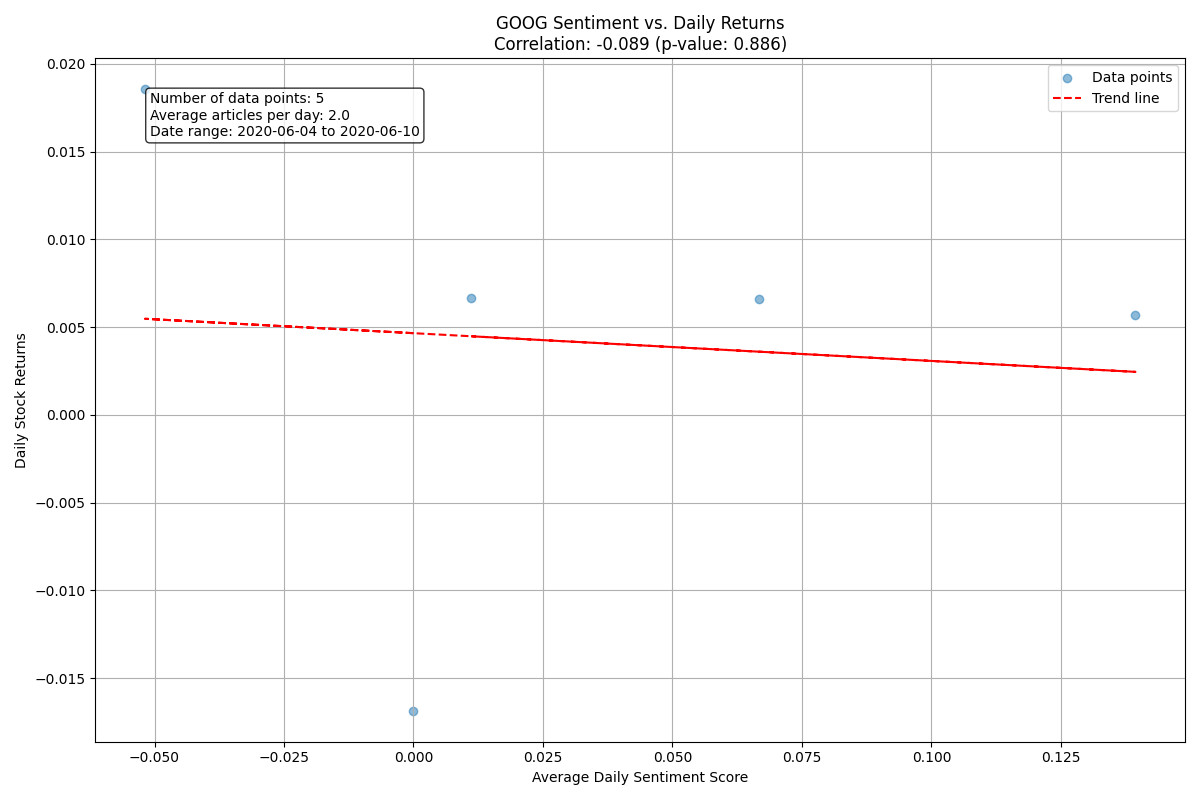 GOOG Sentiment vs. Daily Returns
Correlation: -0.089 (p-value: 0.886)
Data points
Trend line
Number of data points: 5
Average articles per day: 2.0
Date range: 2020-06-04 to 2020-06-10
0.020
0.015
0.010
0.005
0.000
−0.005
−0.010
−0.015
Daily Stock Returns
−0.050 −0.025 0.000 0.025 0.050 0.075 0.100 0.125
Average Daily Sentiment Score